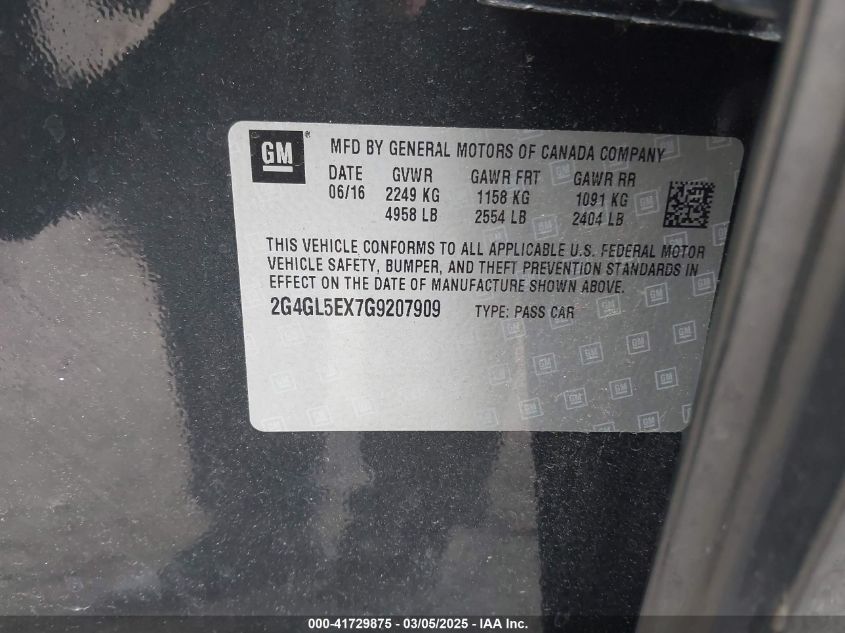 GM
MFD BY GENERAL MOTORS OF CANADA COMPANY
DATE GVWR GAWR FRT GAWR RR
06/16 2249 KG 1158 KG 1091 KG
4958 LB 2554 LB 2404 LB
THIS VEHICLE CONFORMS TO ALL APPLICABLE U.S. FEDERAL MOTOR
VEHICLE SAFETY, BUMPER, AND THEFT PREVENTION STANDARDS IN
EFFECT ON THE DATE OF MANUFACTURE SHOWN ABOVE.
2G4GL5EX7G9207909 TYPE: PASS CAR
000-41729875 - 03/05/2025 - IAA Inc.